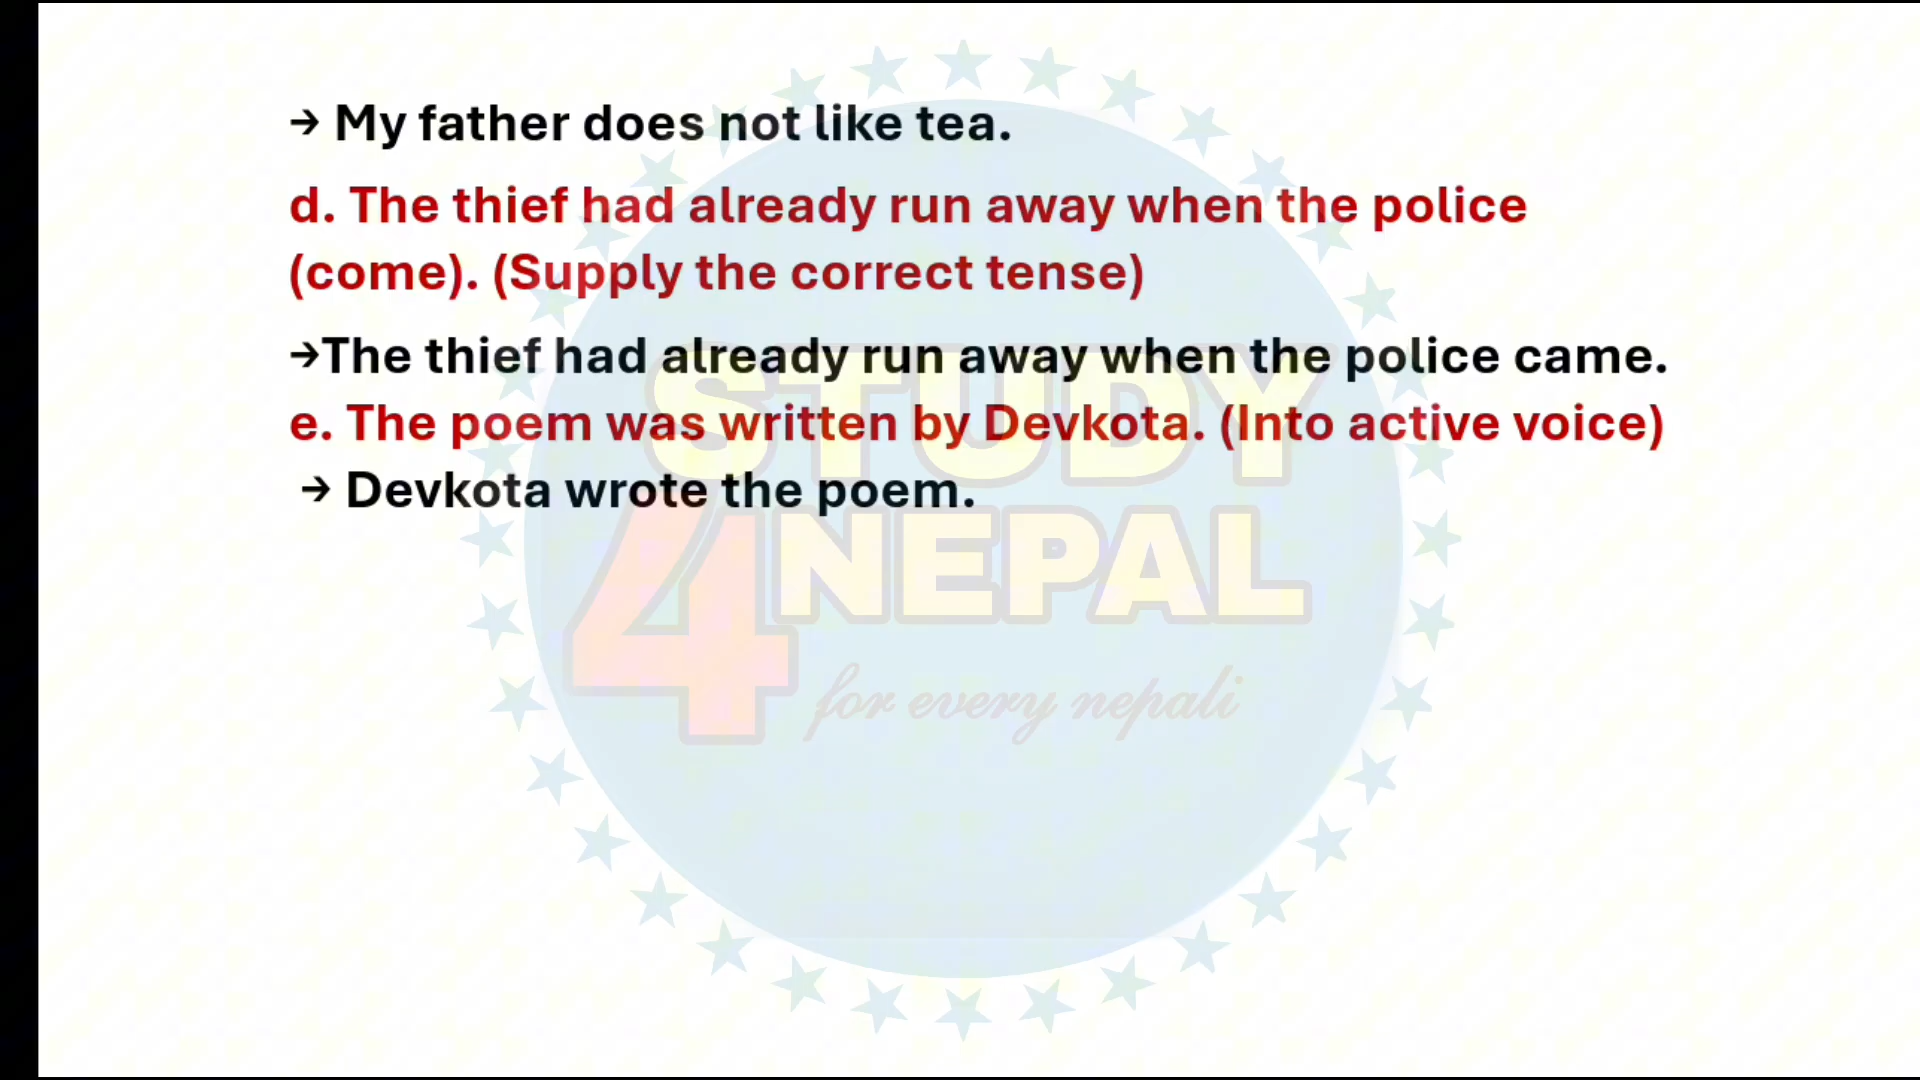 → My father does not like tea.
d. The thief had already run away when the police
(come). (Supply the correct tense)
→The thief had already run away when the police came.
e. The poem was written by Devkota. (Into active voice)
→ Devkota wrote the poem.
STUDY
4 NEPAL
for every nepali